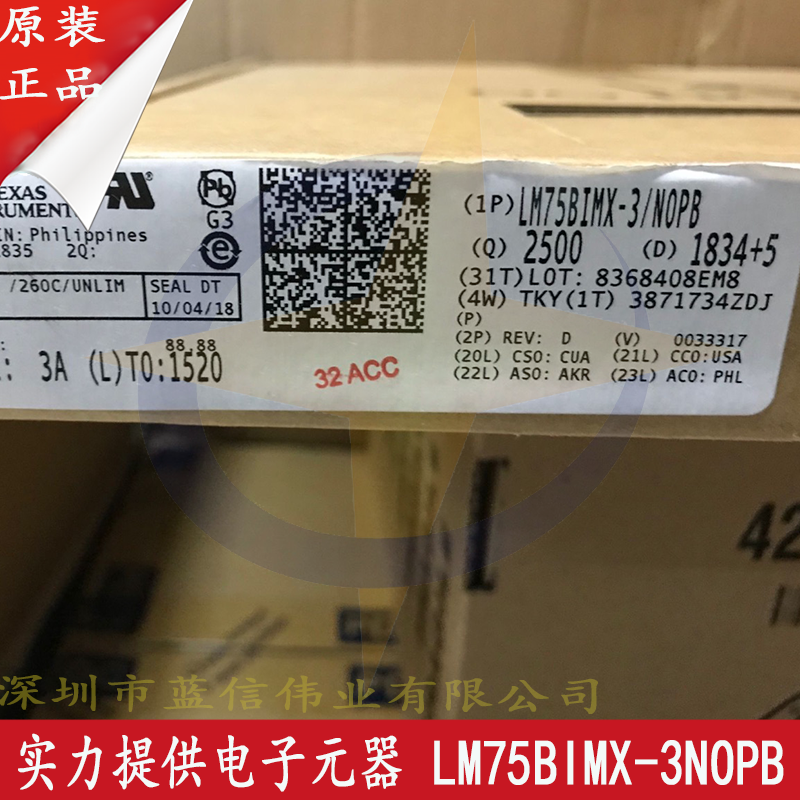 原装
正品
EXAS
RUMENT
IN: Philippines
1835 2Q:
/260C/UNLIM
SEAL DT
10/04/18
88.88
3A (L)TO:1520
Pb
G3
e
32 ACC
(1P) LM75BIMX-3/NOPB
(Q) 2500 (D) 1834+5
(31T)LOT: 8368408EM8
(4W) TKY(1T) 3871734ZDJ
(P)
(2P) REV: D (V) 0033317
(20L) CSO: CUA (21L) CCO:USA
(22L) ASO: AKR (23L) ACO: PHL
42
深圳市蓝信伟业有限公司
实力提供电子元器 LM75BIMX-3NOPB